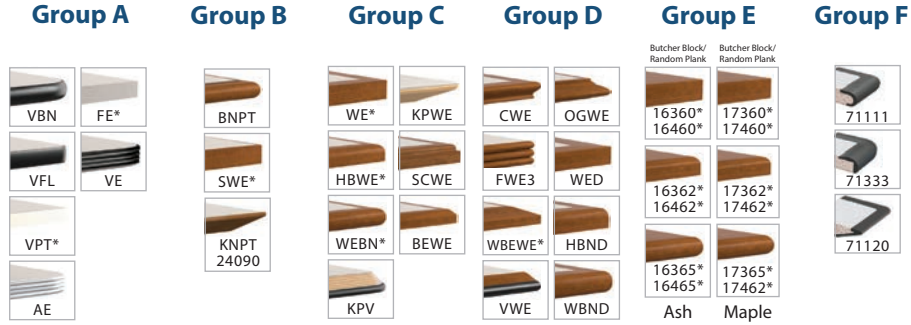 Group A
VBN
FE*
VFL
VE
VPT*
AE
Group B
BNPT
SWE*
KNPT
24090
Group C
WE*
KPWE
HBWE*
SCWE
WEBN*
BEWE
KPV
Group D
CWE
OGWE
FWE3
WED
WBEWE*
HBND
VWE
WBND
Group E
Butcher Block/
Random Plank
Butcher Block/
Random Plank
16360*
16460*
17360*
17460*
16362*
16462*
17362*
17462*
16365*
16465*
17365*
17462*
Ash
Maple
Group F
71111
71333
71120